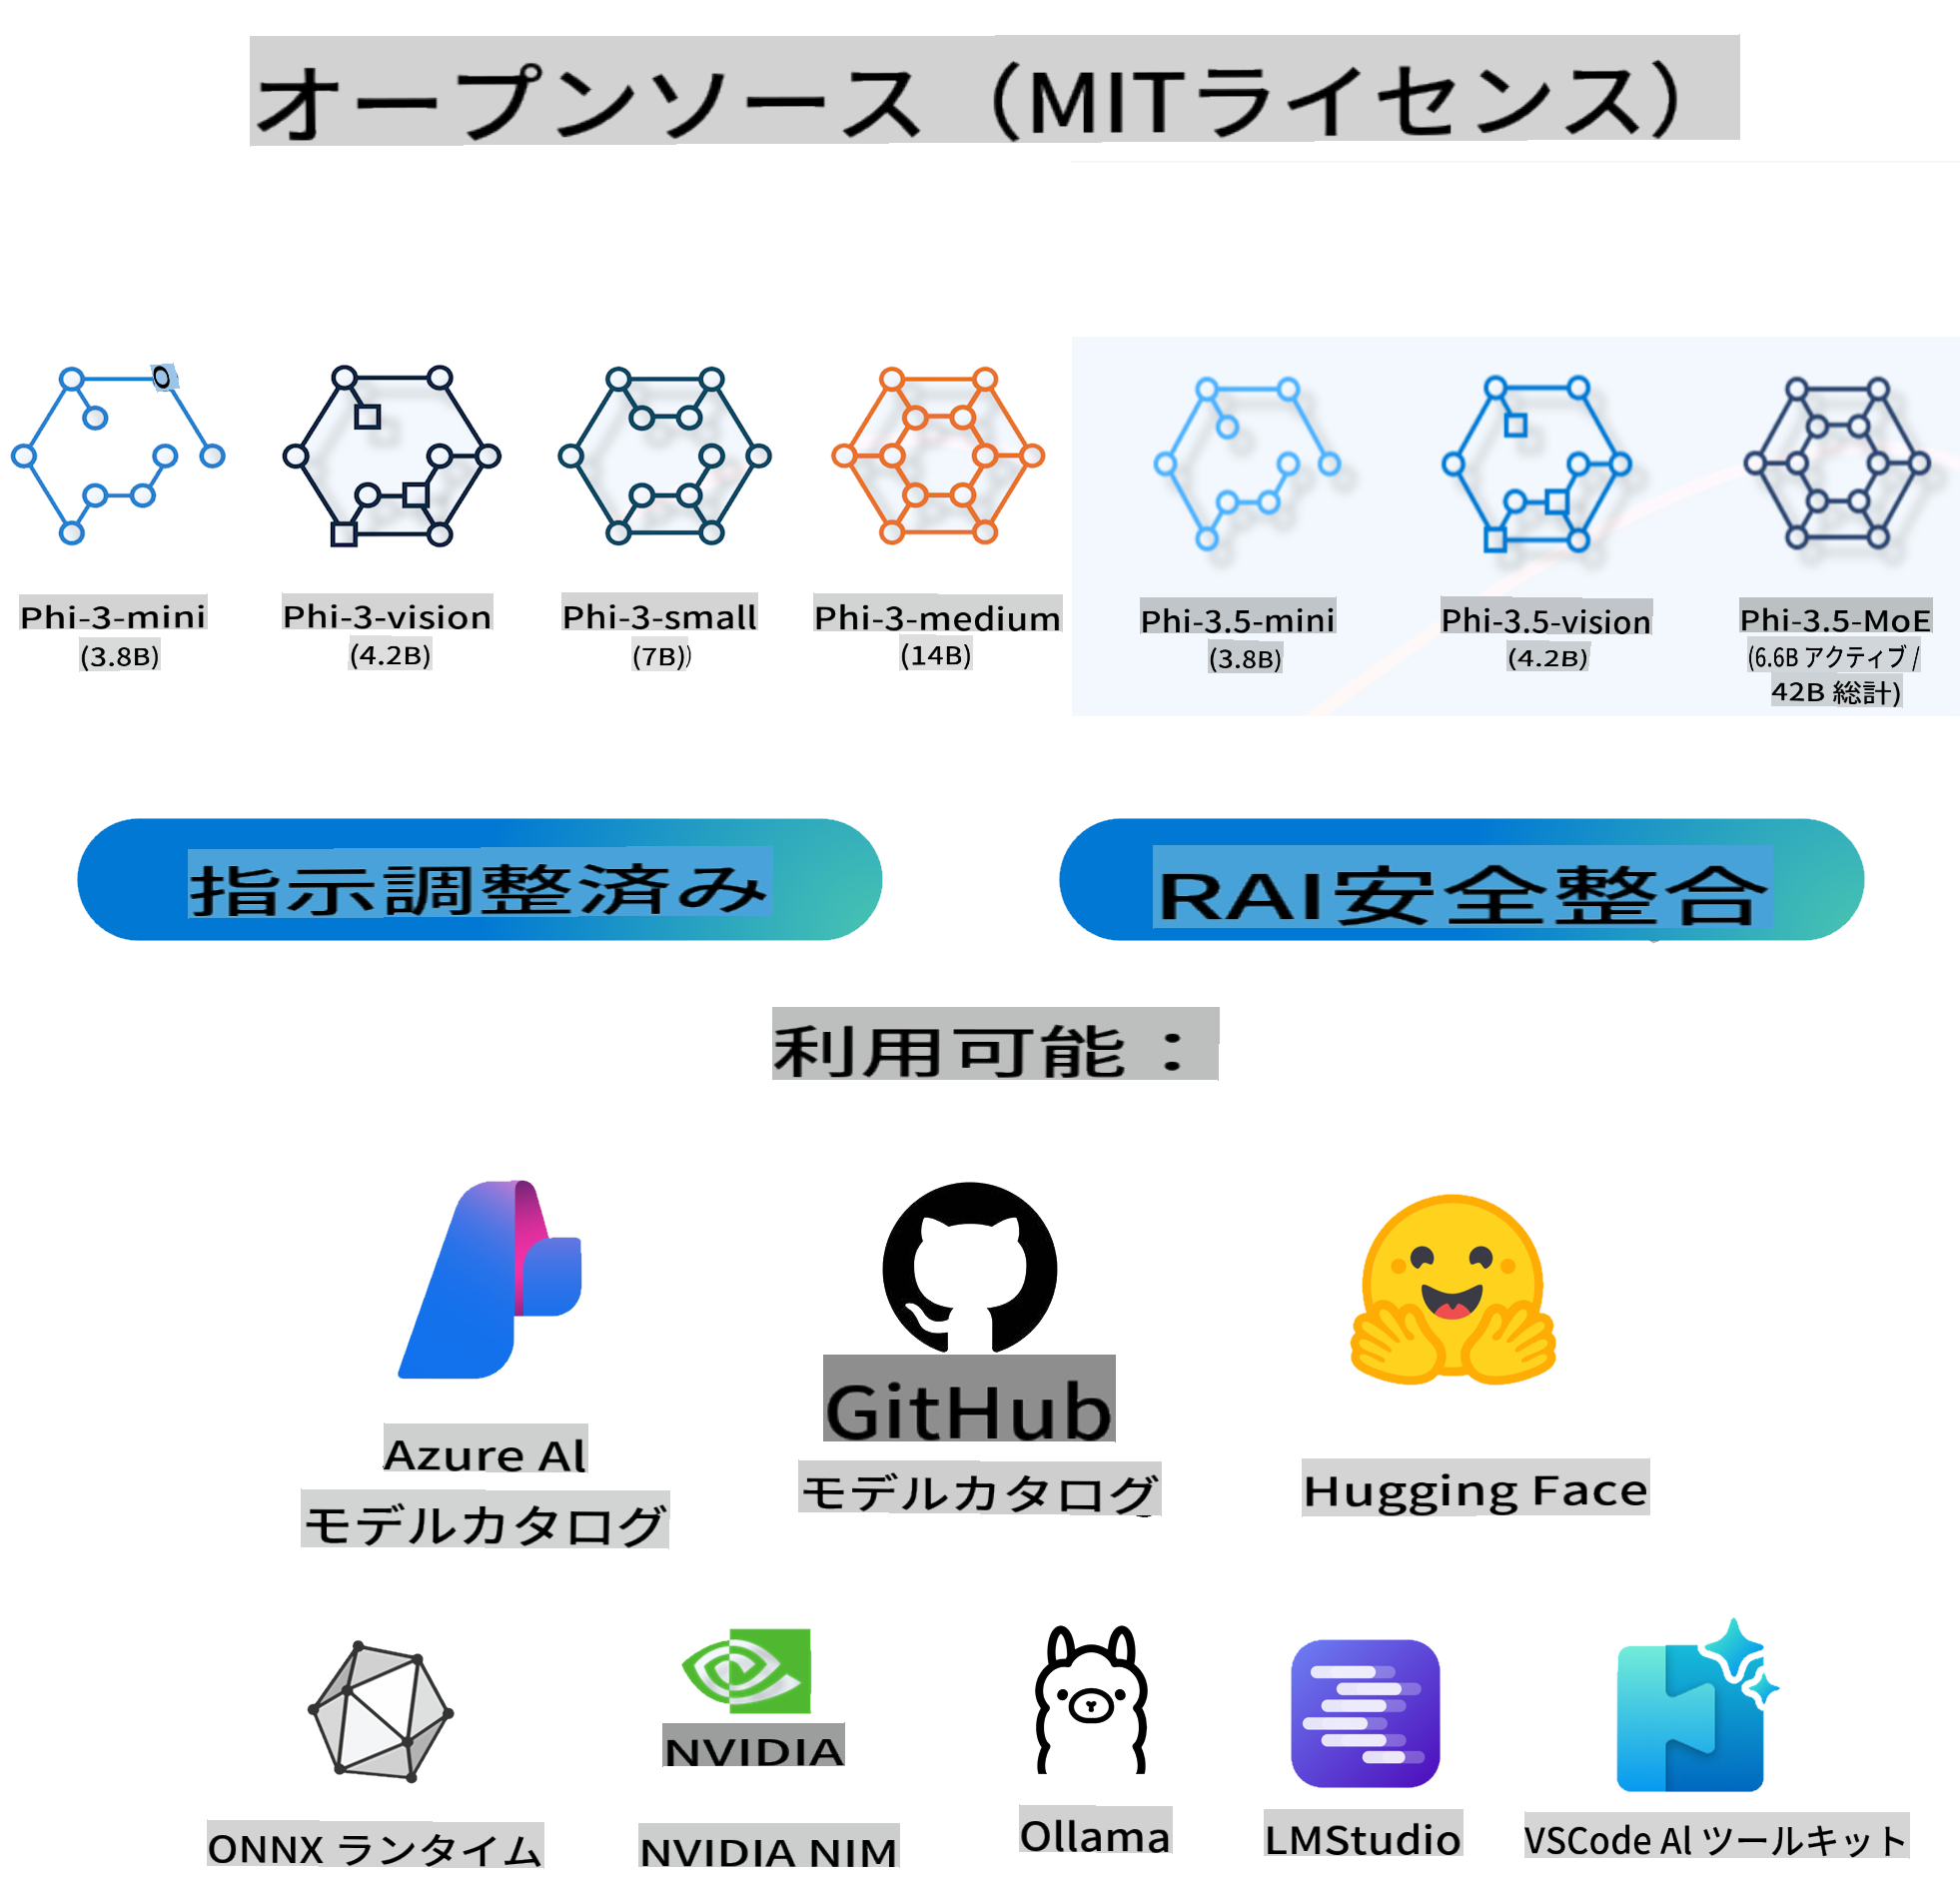 オープンソース（MITライセンス）
Phi-3-mini
(3.8B)
Phi-3-vision
(4.2B)
Phi-3-small
(7B))
Phi-3-medium
(14B)
Phi-3.5-mini
(3.8B)
Phi-3.5-vision
(4.2B)
Phi-3.5-MoE
(6.6B アクティブ /
42B 総計)
指示調整済み
RAI安全整合
利用可能：
Azure Al
モデルカタログ
GitHub
モデルカタログ
Hugging Face
ONNX ランタイム
NVIDIA
NVIDIA NIM
Ollama
LMStudio
VSCode Al ツールキット